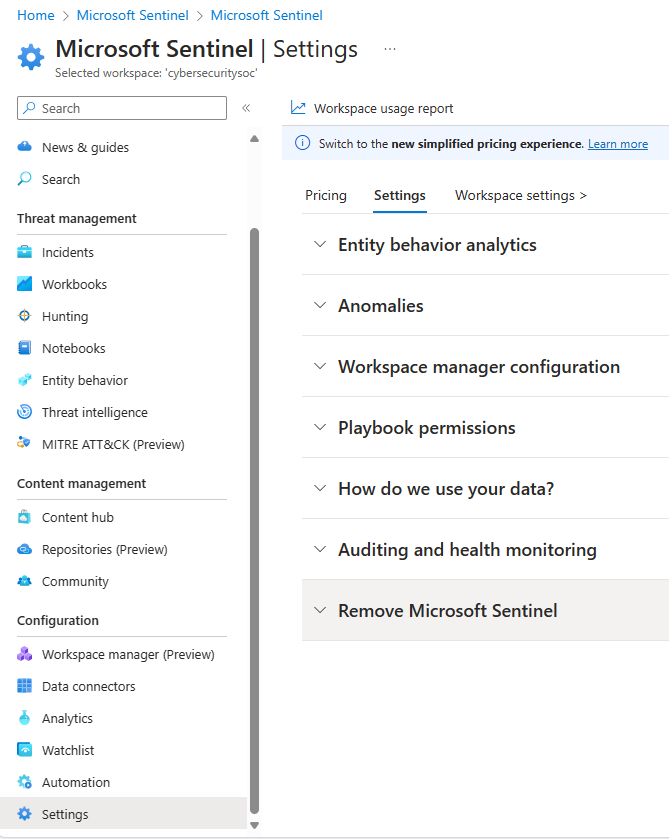 Home > Microsoft Sentinel > Microsoft Sentinel
Microsoft Sentinel | Settings ...
Selected workspace: 'cybersecuritysoc'
Search «
News & guides
Search
Threat management
Incidents
Workbooks
Hunting
Notebooks
Entity behavior
Threat intelligence
MITRE ATT&CK (Preview)
Content management
Content hub
Repositories (Preview)
Community
Configuration
Workspace manager (Preview)
Data connectors
Analytics
Watchlist
Automation
Settings
Workspace usage report
Switch to the new simplified pricing experience. Learn more
Pricing Settings Workspace settings >
Entity behavior analytics
Anomalies
Workspace manager configuration
Playbook permissions
How do we use your data?
Auditing and health monitoring
Remove Microsoft Sentinel